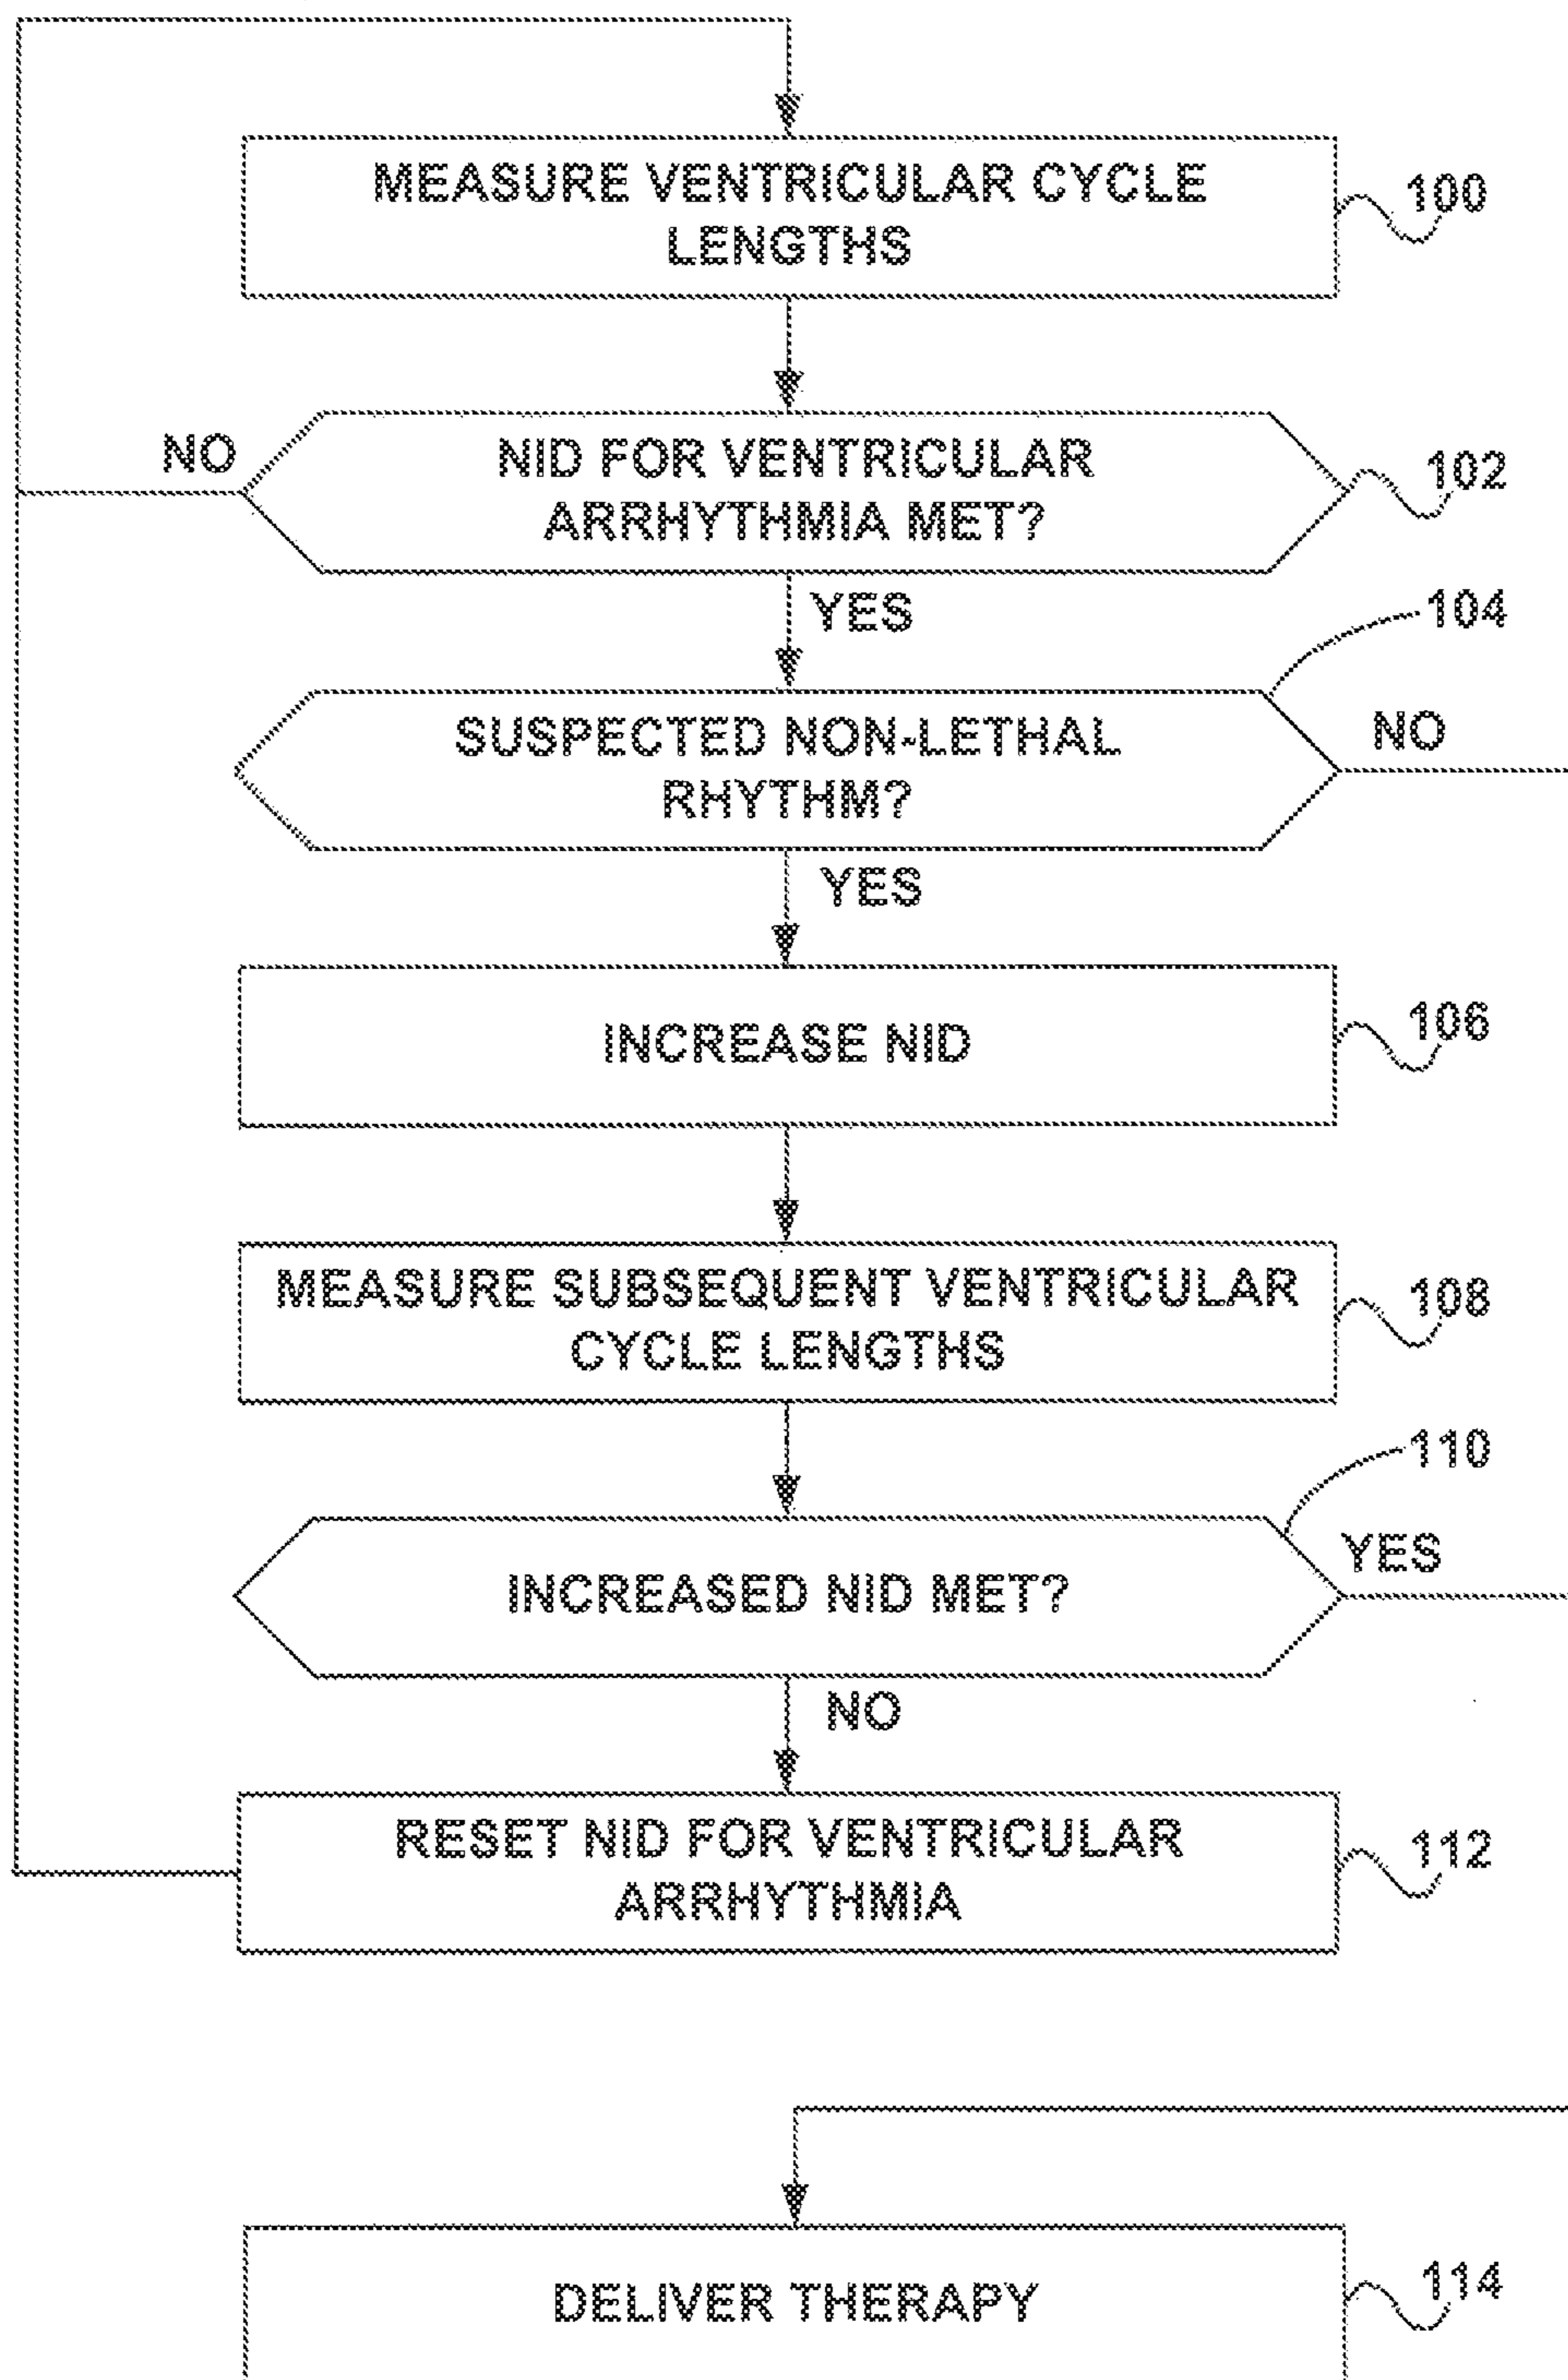 MEASURE VENTRICULAR CYCLE
LENGTHS
100
NO
NID FOR VENTRICULAR
ARRHYTHMIA MET?
102
YES
104
SUSPECTED NON-LETHAL
RHYTHM?
NO
YES
INCREASE NID
106
MEASURE SUBSEQUENT VENTRICULAR
CYCLE LENGTHS
108
110
YES
INCREASED NID MET?
NO
RESET NID FOR VENTRICULAR
ARRHYTHMIA
112
DELIVER THERAPY
114